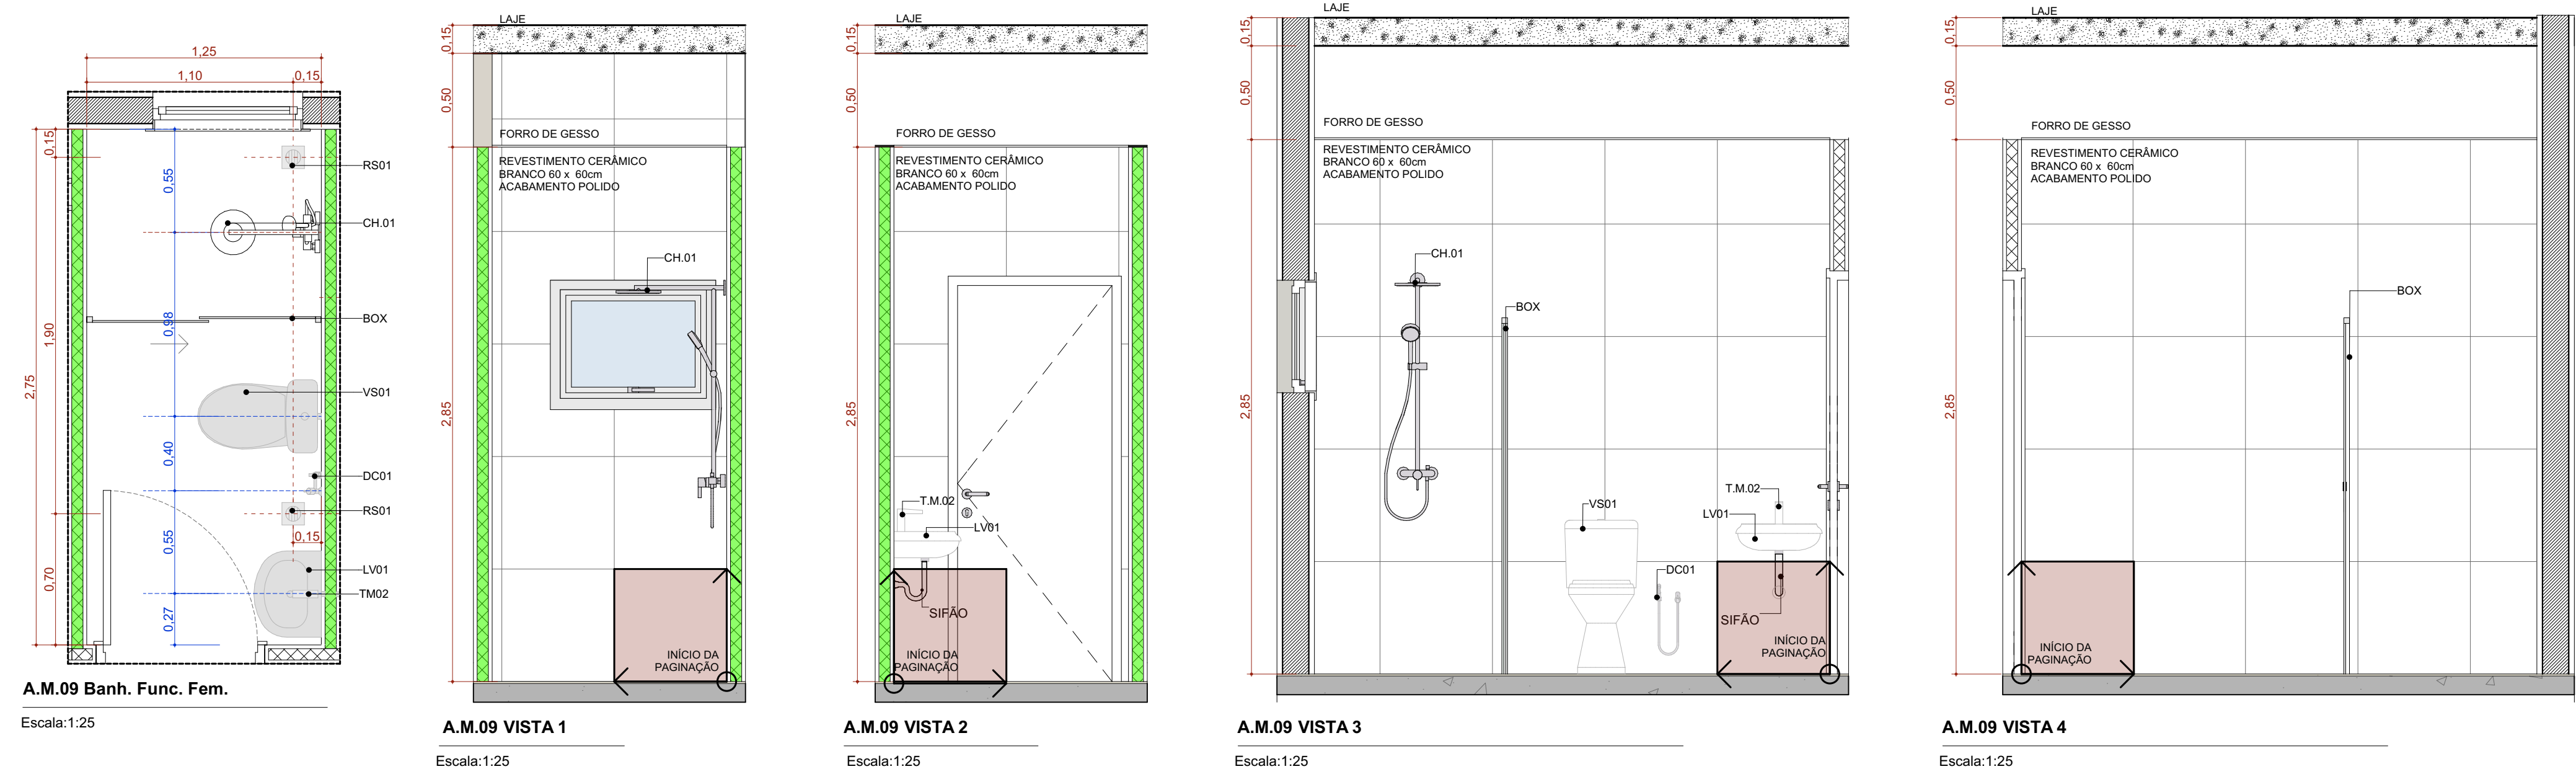 1,25
1,10
0,15
0,15
0,55
0,98
1,90
2,75
0,40
0,55
0,15
0,70
0,27
RS01
CH.01
BOX
VS01
DC01
RS01
LV01
TM02
A.M.09 Banh. Func. Fem.
Escala:1:25
LAJE
0,15
0,50
FORRO DE GESSO
REVESTIMENTO CERÂMICO
BRANCO 60 x 60cm
ACABAMENTO POLIDO
CH.01
2,85
INÍCIO DA
PAGINAÇÃO
A.M.09 VISTA 1
Escala:1:25
LAJE
0,15
0,50
FORRO DE GESSO
REVESTIMENTO CERÂMICO
BRANCO 60 x 60cm
ACABAMENTO POLIDO
2,85
T.M.02
LV01
SIFÃO
INÍCIO DA
PAGINAÇÃO
A.M.09 VISTA 2
Escala:1:25
LAJE
0,15
0,50
FORRO DE GESSO
REVESTIMENTO CERÂMICO
BRANCO 60 x 60cm
ACABAMENTO POLIDO
CH.01
BOX
2,85
T.M.02
VS01
LV01
DC01
SIFÃO
INÍCIO DA
PAGINAÇÃO
A.M.09 VISTA 3
Escala:1:25
LAJE
0,15
0,50
FORRO DE GESSO
REVESTIMENTO CERÂMICO
BRANCO 60 x 60cm
ACABAMENTO POLIDO
BOX
2,85
INÍCIO DA
PAGINAÇÃO
A.M.09 VISTA 4
Escala:1:25